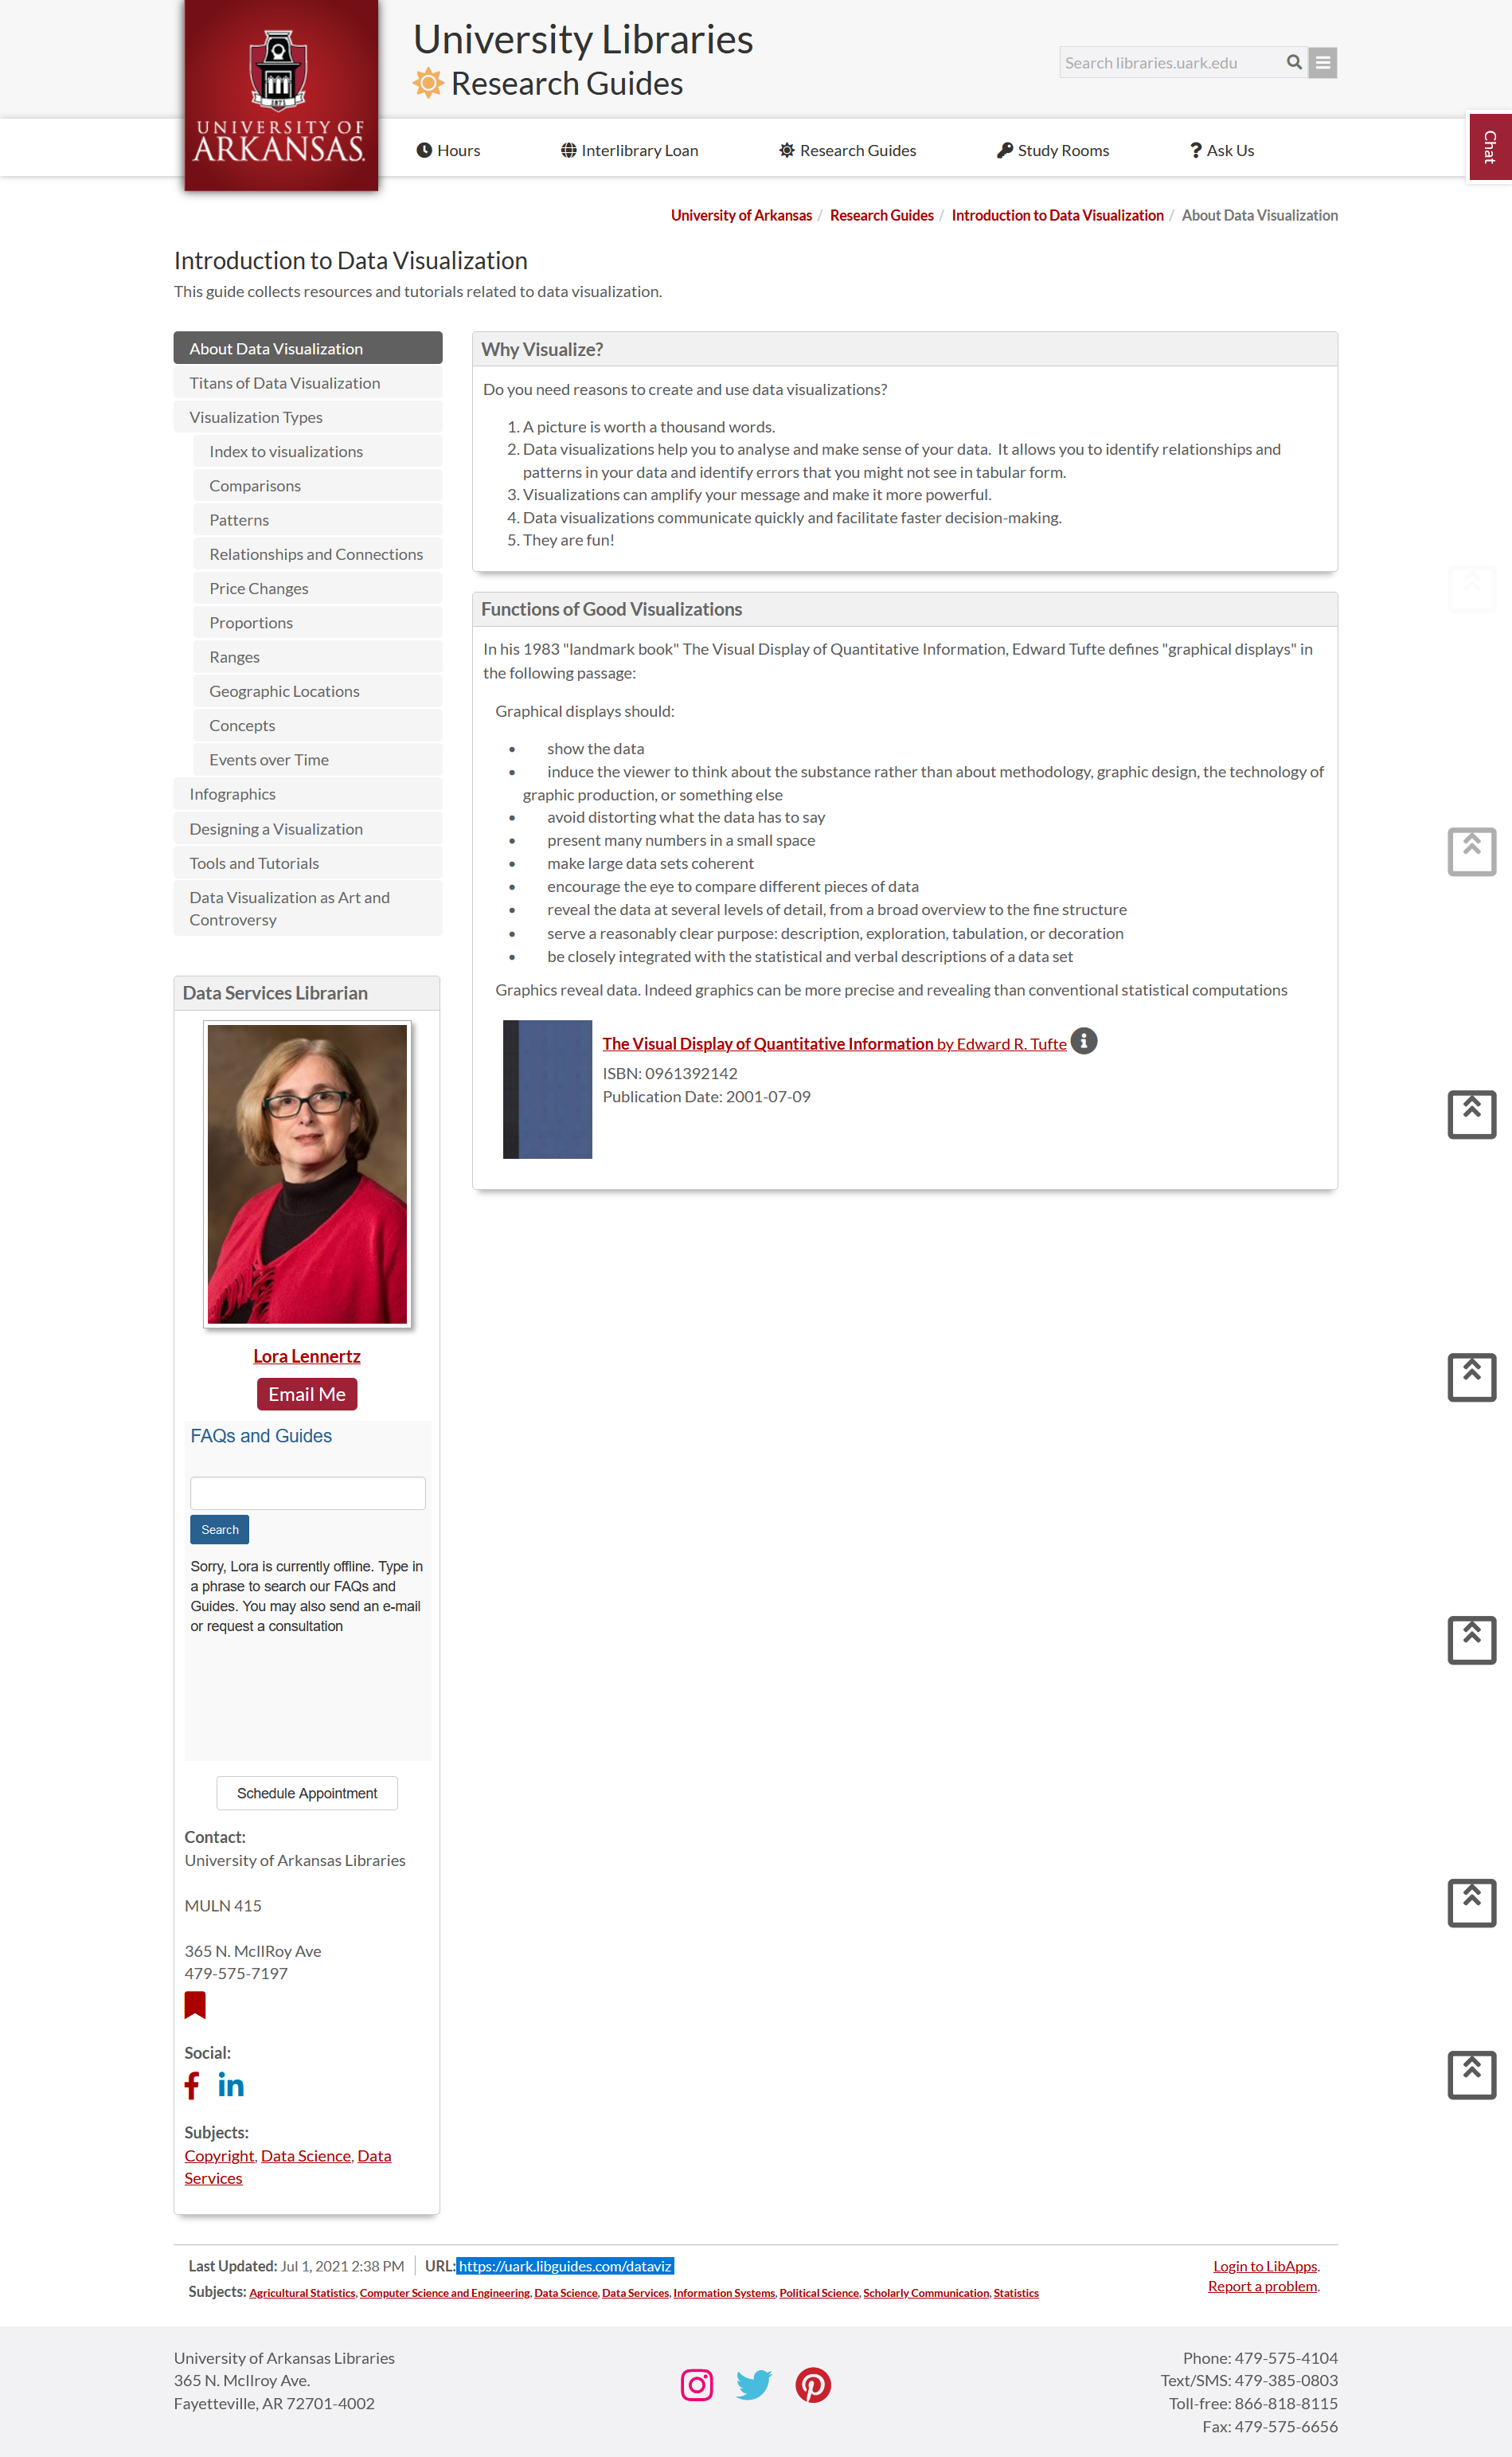 University Libraries
Research Guides
Search libraries.uark.edu
UNIVERSITY OF
ARKANSAS.
1871
Hours
Interlibrary Loan
Research Guides
Study Rooms
Ask Us
Chat
University of Arkansas / Research Guides / Introduction to Data Visualization / About Data Visualization
Introduction to Data Visualization
This guide collects resources and tutorials related to data visualization.
About Data Visualization
Titans of Data Visualization
Visualization Types
Index to visualizations
Comparisons
Patterns
Relationships and Connections
Price Changes
Proportions
Ranges
Geographic Locations
Concepts
Events over Time
Infographics
Designing a Visualization
Tools and Tutorials
Data Visualization as Art and
Controversy
Why Visualize?
Do you need reasons to create and use data visualizations?
1. A picture is worth a thousand words.
2. Data visualizations help you to analyse and make sense of your data.  It allows you to identify relationships and
patterns in your data and identify errors that you might not see in tabular form.
3. Visualizations can amplify your message and make it more powerful.
4. Data visualizations communicate quickly and facilitate faster decision-making.
5. They are fun!
Functions of Good Visualizations
In his 1983 "landmark book" The Visual Display of Quantitative Information, Edward Tufte defines "graphical displays" in
the following passage:
Graphical displays should:
• show the data
• induce the viewer to think about the substance rather than about methodology, graphic design, the technology of
graphic production, or something else
• avoid distorting what the data has to say
• present many numbers in a small space
• make large data sets coherent
• encourage the eye to compare different pieces of data
• reveal the data at several levels of detail, from a broad overview to the fine structure
• serve a reasonably clear purpose: description, exploration, tabulation, or decoration
• be closely integrated with the statistical and verbal descriptions of a data set
Graphics reveal data. Indeed graphics can be more precise and revealing than conventional statistical computations
The Visual Display of Quantitative Information by Edward R. Tufte
ISBN: 0961392142
Publication Date: 2001-07-09
Data Services Librarian
Lora Lennertz
Email Me
FAQs and Guides
Search
Sorry, Lora is currently offline. Type in
a phrase to search our FAQs and
Guides. You may also send an e-mail
or request a consultation
Schedule Appointment
Contact:
University of Arkansas Libraries
MULN 415
365 N. McIlRoy Ave
479-575-7197
Social:
Subjects:
Copyright, Data Science, Data
Services
Last Updated: Jul 1, 2021 2:38 PM
URL: https://uark.libguides.com/dataviz
Login to LibApps.
Subjects: Agricultural Statistics, Computer Science and Engineering, Data Science, Data Services, Information Systems, Political Science, Scholarly Communication, Statistics
Report a problem.
University of Arkansas Libraries
365 N. McIlroy Ave.
Fayetteville, AR 72701-4002
Phone: 479-575-4104
Text/SMS: 479-385-0803
Toll-free: 866-818-8115
Fax: 479-575-6656